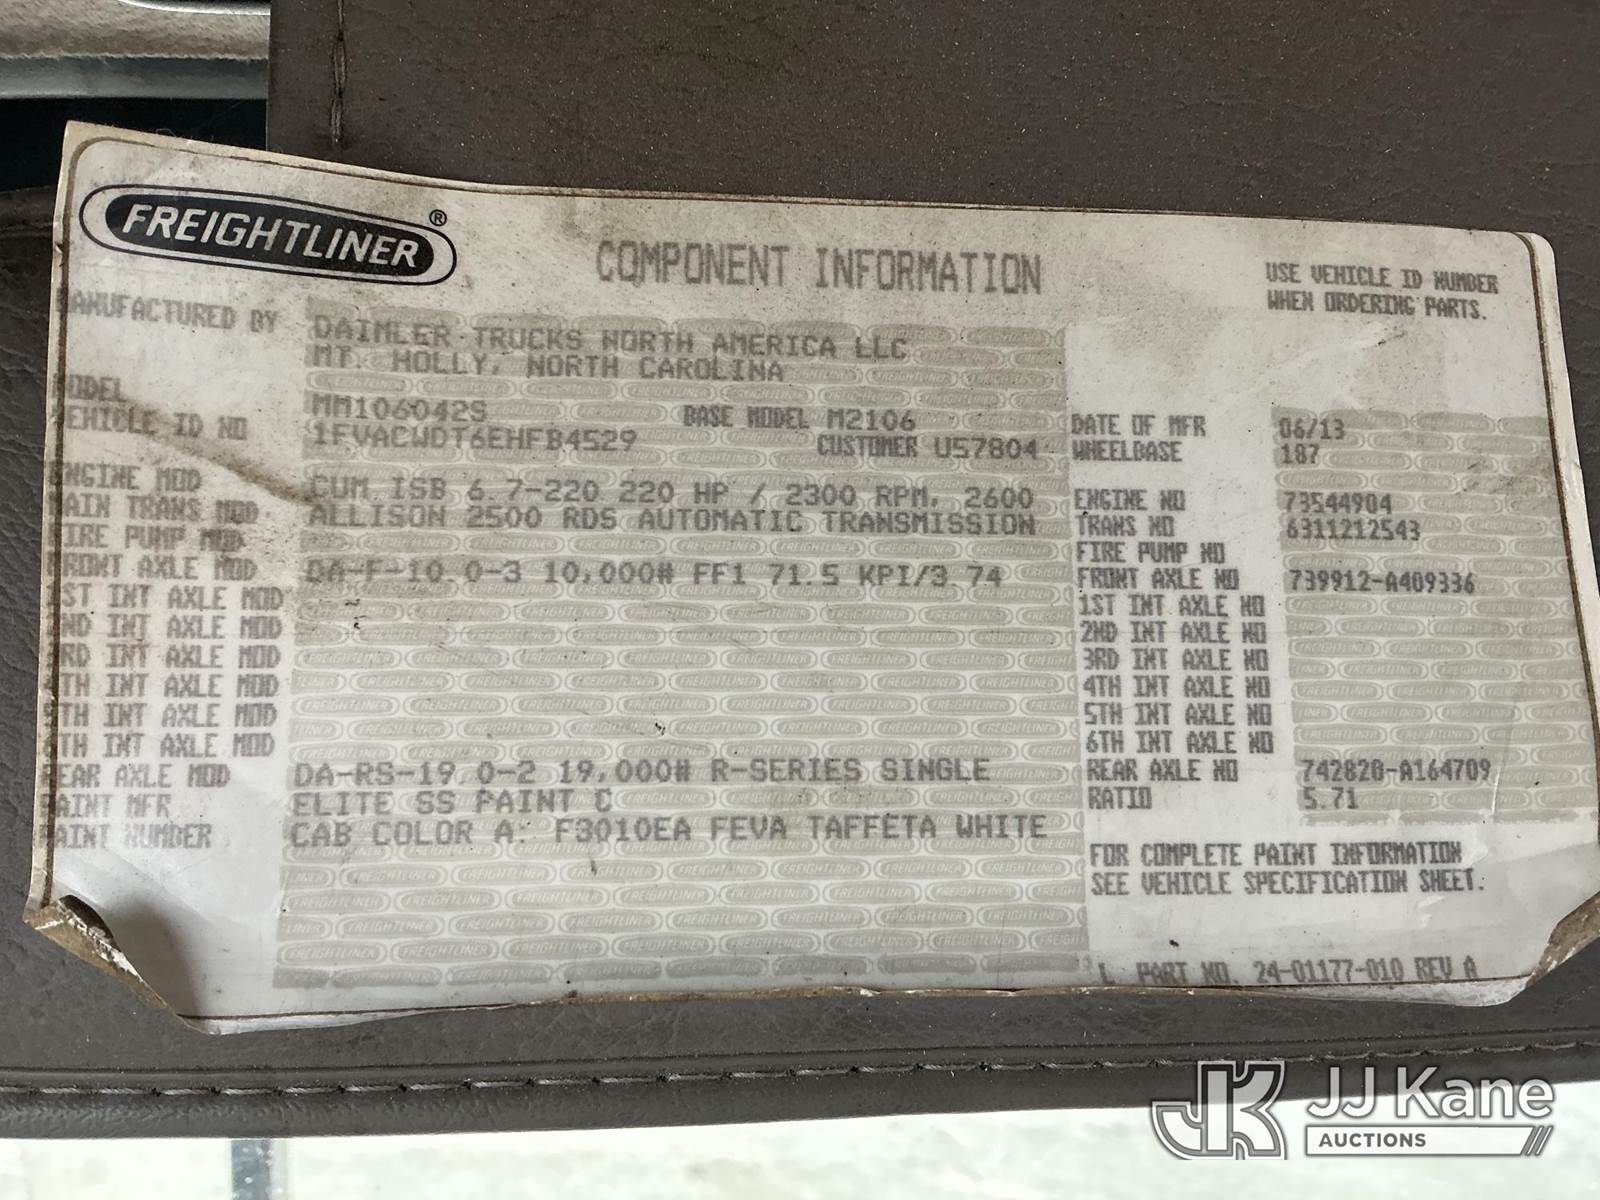 FREIGHTLINER®
COMPONENT INFORMATION
USE VEHICLE ID NUMBER
WHEN ORDERING PARTS.
MANUFACTURED BY DAIMLER TRUCKS NORTH AMERICA LLC
MT. HOLLY, NORTH CAROLINA
MODEL MM106042S BASE MODEL M2106
VEHICLE ID NO 1FVACWDT6EHFB4529 CUSTOMER U57804
DATE OF MFR 06/13
WHEELBASE 187
ENGINE MOD CUM ISB 6.7-220 220 HP / 2300 RPM, 2600
MAIN TRANS MOD ALLISON 2500 RDS AUTOMATIC TRANSMISSION
FIRE PUMP MOD
FRONT AXLE MOD DA-F-10.0-3 10,000# FF1 71.5 KPI/3.74
1ST INT AXLE MOD
2ND INT AXLE MOD
3RD INT AXLE MOD
4TH INT AXLE MOD
5TH INT AXLE MOD
6TH INT AXLE MOD
REAR AXLE MOD DA-RS-19.0-2 19,000# R-SERIES SINGLE
PAINT MFR ELITE SS PAINT C
PAINT NUMBER CAB COLOR A: F3010EA FEVA TAFFETA WHITE
ENGINE NO 73544904
TRANS NO 6311212543
FIRE PUMP NO
FRONT AXLE NO 739912-A409336
1ST INT AXLE NO
2ND INT AXLE NO
3RD INT AXLE NO
4TH INT AXLE NO
5TH INT AXLE NO
6TH INT AXLE NO
REAR AXLE NO 742820-A164709
RATIO 5.71
FOR COMPLETE PAINT INFORMATION
SEE VEHICLE SPECIFICATION SHEET.
PART NO. 24-01177-010 REV A
JK JJ Kane
AUCTIONS